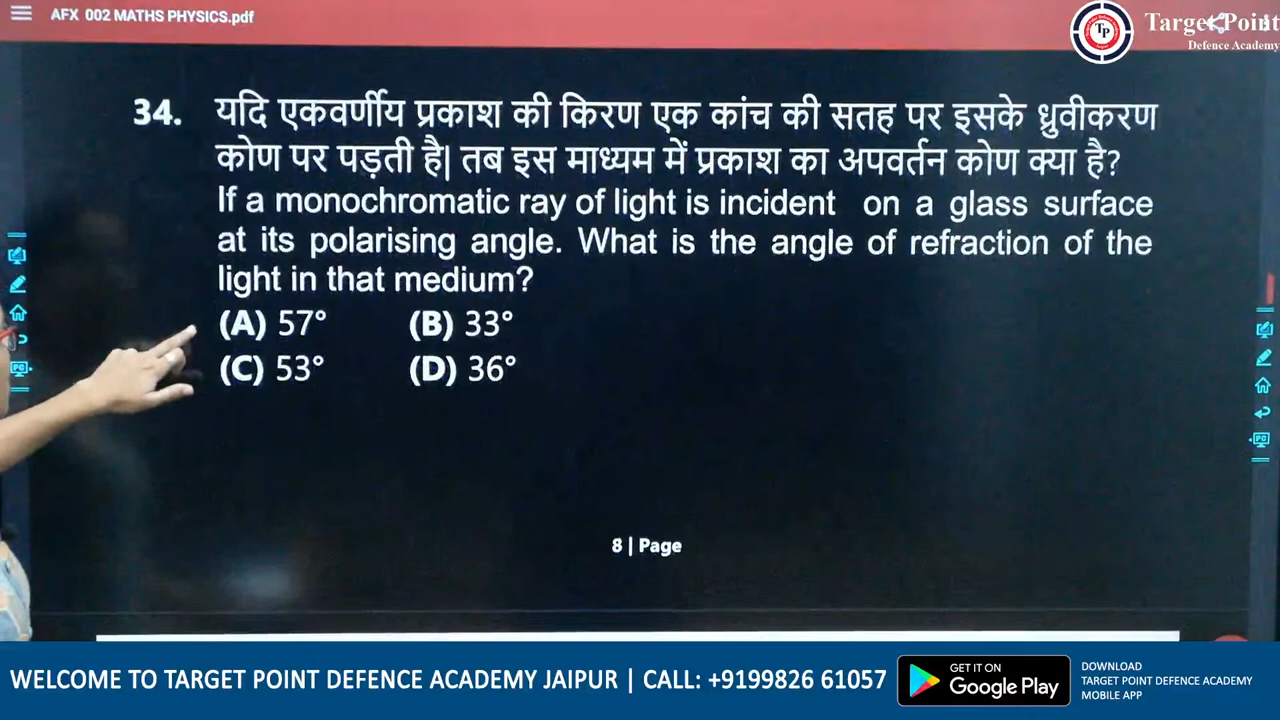 AFX 002 MATHS PHYSICS.pdf
Target Point
Defence Academy
TP
34. यदि एकवर्णीय प्रकाश की किरण एक कांच की सतह पर इसके ध्रुवीकरण
कोण पर पड़ती है| तब इस माध्यम में प्रकाश का अपवर्तन कोण क्या है?
If a monochromatic ray of light is incident on a glass surface
at its polarising angle. What is the angle of refraction of the
light in that medium?
(A) 57° (B) 33°
(C) 53° (D) 36°
8 | Page
WELCOME TO TARGET POINT DEFENCE ACADEMY JAIPUR | CALL: +9199826 61057
GET IT ON
Google Play
DOWNLOAD
TARGET POINT DEFENCE ACADEMY
MOBILE APP